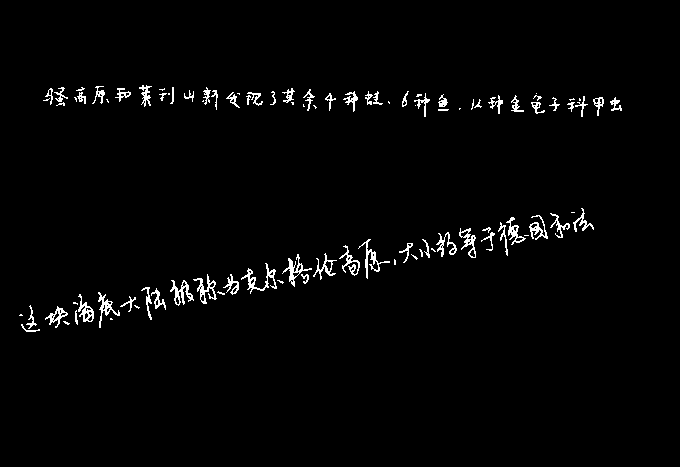 骚高原和莱利山新发现了其余4种蛙、6种鱼、12种金龟子科甲虫
这块海底大陆被称为克尔格伦高原,大小约等于德国和法